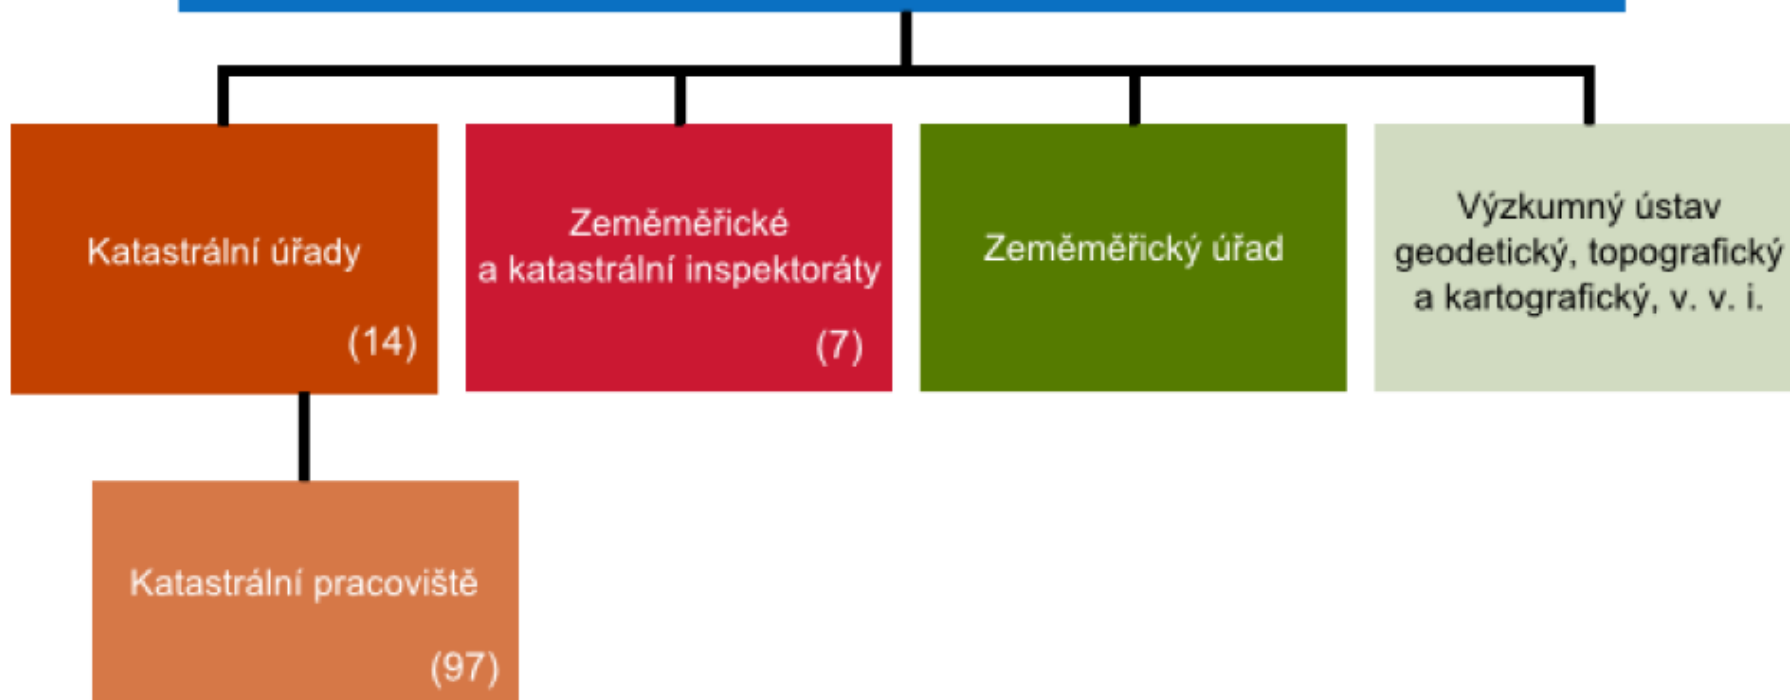 Katastrální úřady
(14)
Zeměměřické
a katastrální inspektoráty
(7)
Zeměměřický úřad
Výzkumný ústav
geodetický, topografický
a kartografický, v. v. i.
Katastrální pracoviště
(97)